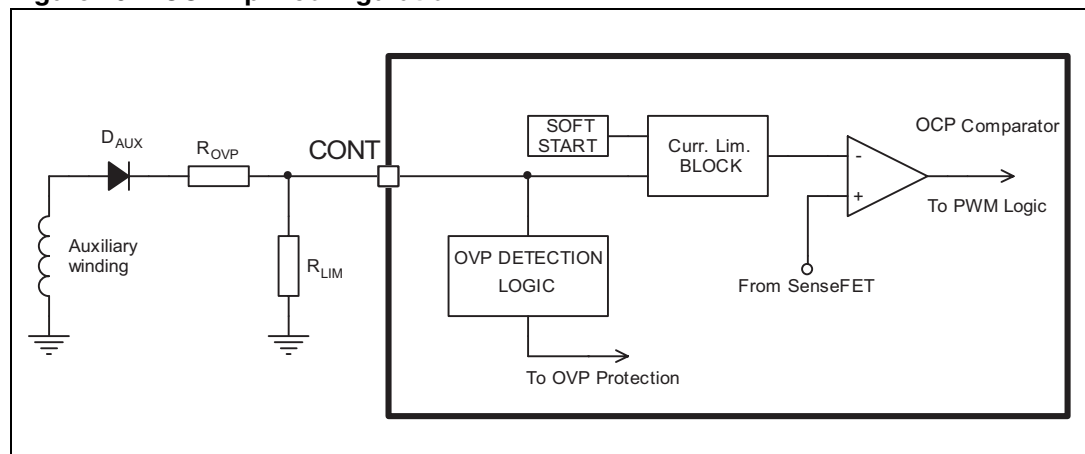 D_AUX
R_OVP
CONT
SOFT
START
Curr. Lim.
BLOCK
OCP Comparator
-
+
To PWM Logic
Auxiliary
winding
R_LIM
OVP DETECTION
LOGIC
From SenseFET
To OVP Protection